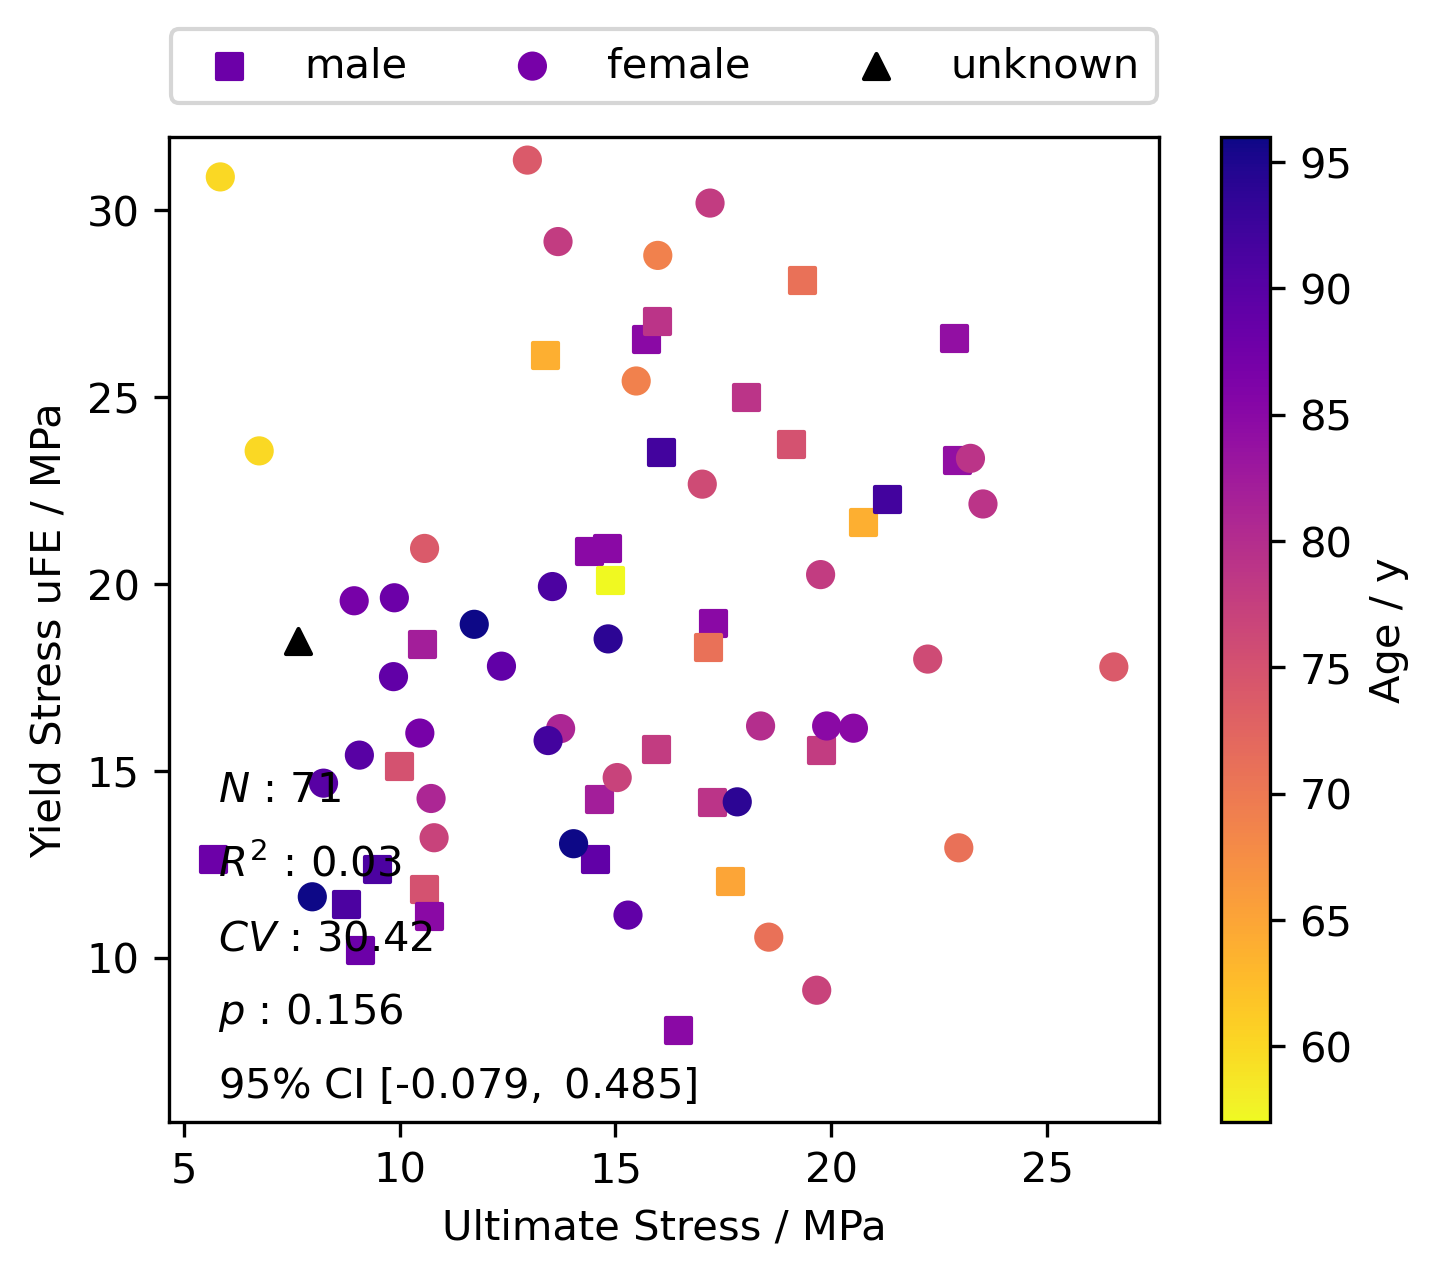 male female unknown
30
25
20
15
10
Yield Stress uFE / MPa
N : 71
R² : 0.03
CV : 30.42
p : 0.156
95% CI [-0.079, 0.485]
5 10 15 20 25
Ultimate Stress / MPa
95
90
85
80
75
70
65
60
Age / y